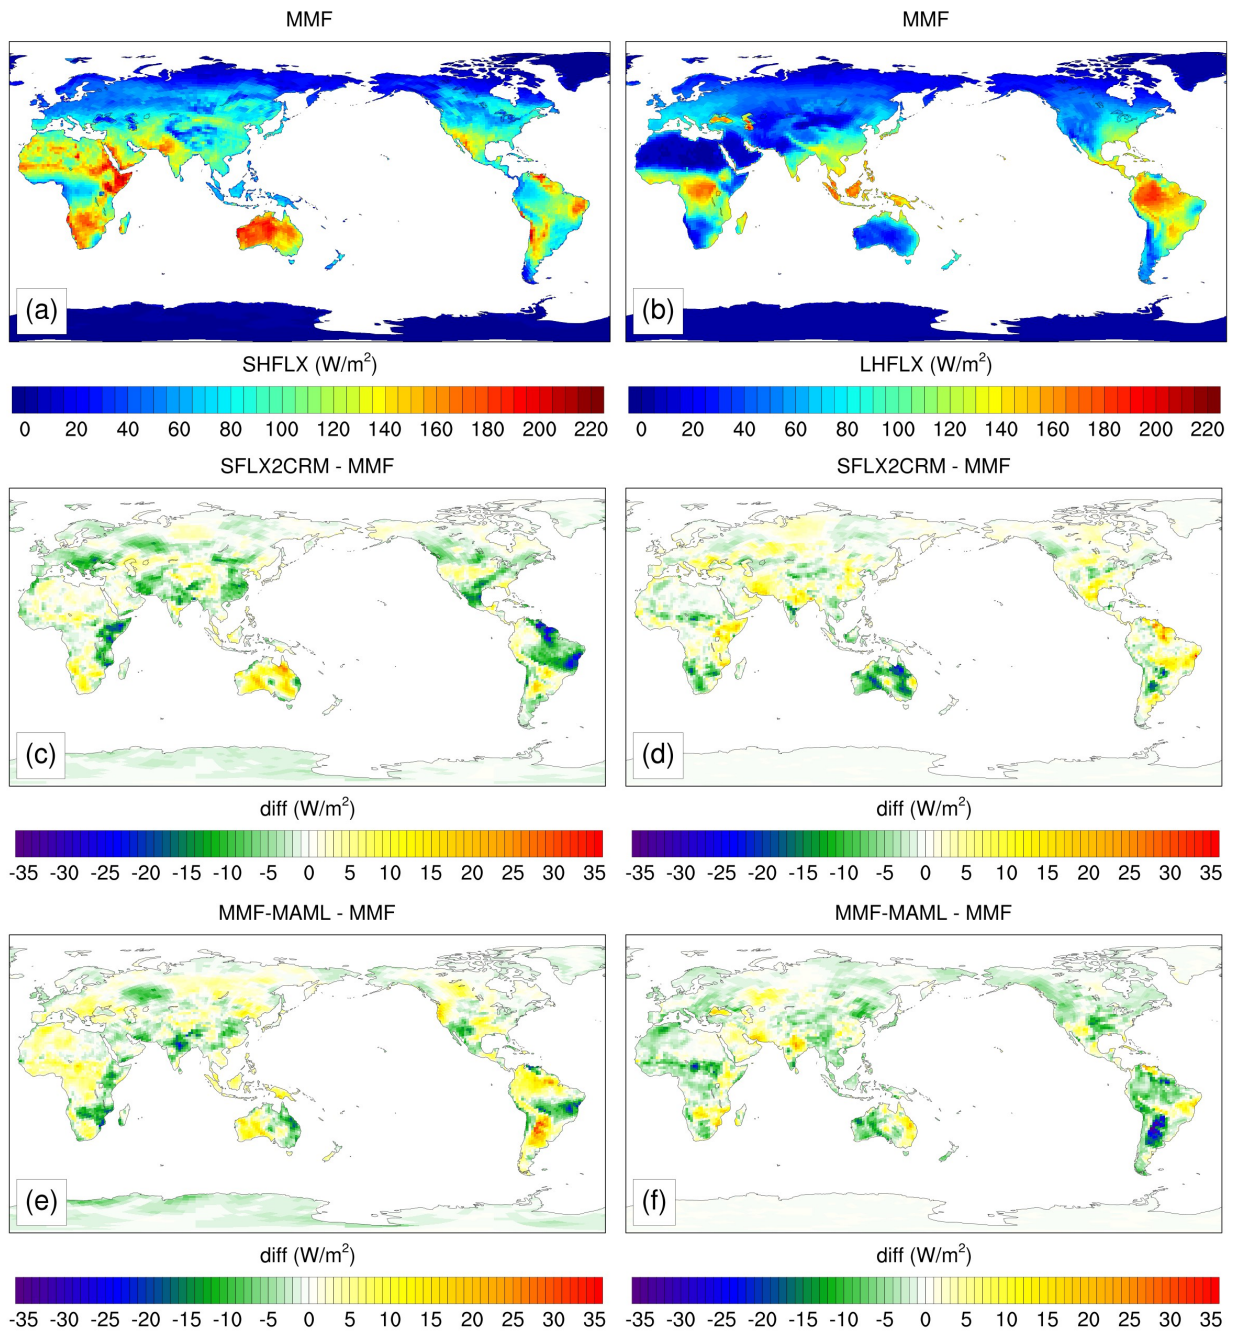 MMF
MMF
(a)
(b)
SHFLX (W/m²)
LHFLX (W/m²)
0 20 40 60 80 100 120 140 160 180 200 220
0 20 40 60 80 100 120 140 160 180 200 220
SFLX2CRM - MMF
SFLX2CRM - MMF
(c)
(d)
diff (W/m²)
diff (W/m²)
-35 -30 -25 -20 -15 -10 -5 0 5 10 15 20 25 30 35
-35 -30 -25 -20 -15 -10 -5 0 5 10 15 20 25 30 35
MMF-MAML - MMF
MMF-MAML - MMF
(e)
(f)
diff (W/m²)
diff (W/m²)
-35 -30 -25 -20 -15 -10 -5 0 5 10 15 20 25 30 35
-35 -30 -25 -20 -15 -10 -5 0 5 10 15 20 25 30 35